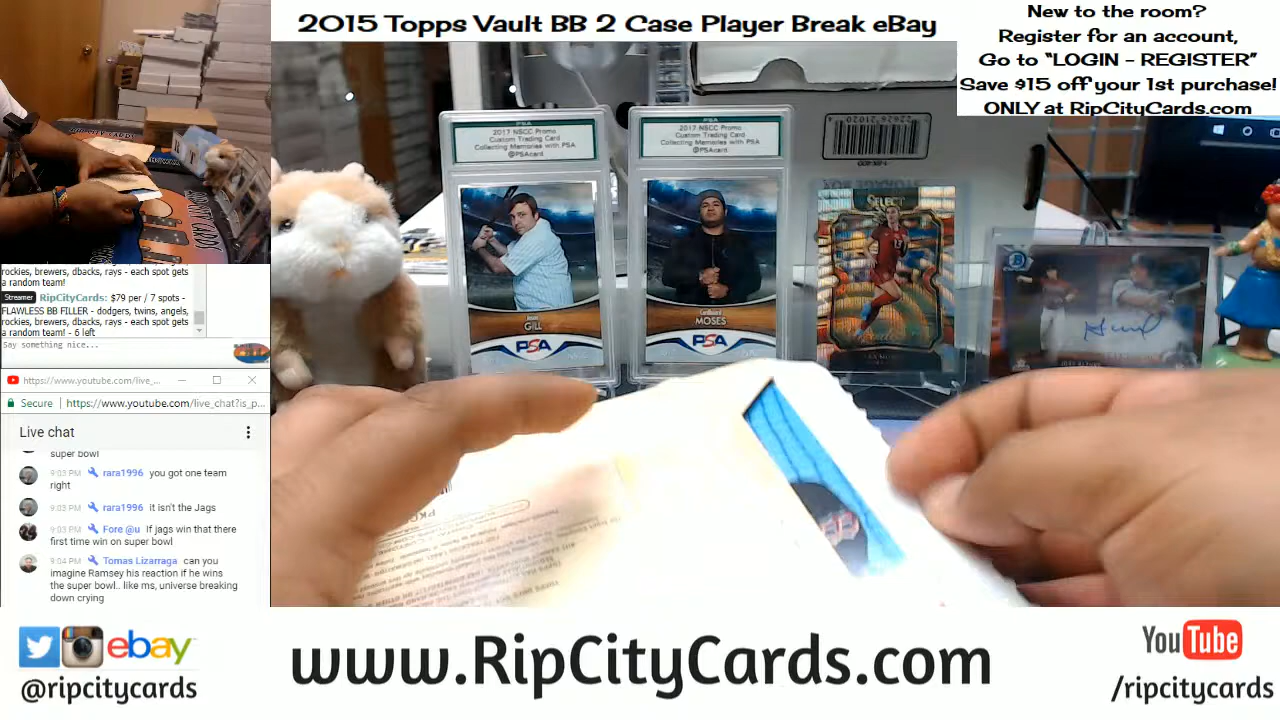 2015 Topps Vault BB 2 Case Player Break eBay
New to the room?
Register for an account,
Go to “LOGIN - REGISTER”
Save $15 off your 1st purchase!
ONLY at RipCityCards.com
PSA
2017 NSCC Promo
Custom Trading Card
Collecting Memories with PSA
@PSAcard
GILL
PSA
PSA
2017 NSCC Promo
Custom Trading Card
Collecting Memories with PSA
@PSAcard
MOSES
PSA
SELECT
rockies, brewers, dbacks, rays - each spot gets
a random team!
Streamer RipCityCards: $79 per / 7 spots -
FLAWLESS BB FILLER - dodgers, twins, angels,
rockies, brewers, dbacks, rays - each spot gets
a random team! - 6 left
Say something nice...
https://www.youtube.com/live_...
Secure https://www.youtube.com/live_chat?is_p...
Live chat
super bowl
9:03 PM rara1996 you got one team
right
9:03 PM rara1996 it isn't the Jags
9:03 PM Fore @u If jags win that there
first time win on super bowl
9:04 PM Tomas Lizarraga can you
imagine Ramsey his reaction if he wins
the super bowl.. like ms, universe breaking
down crying
ebay
@ripcitycards
www.RipCityCards.com
YouTube
/ripcitycards